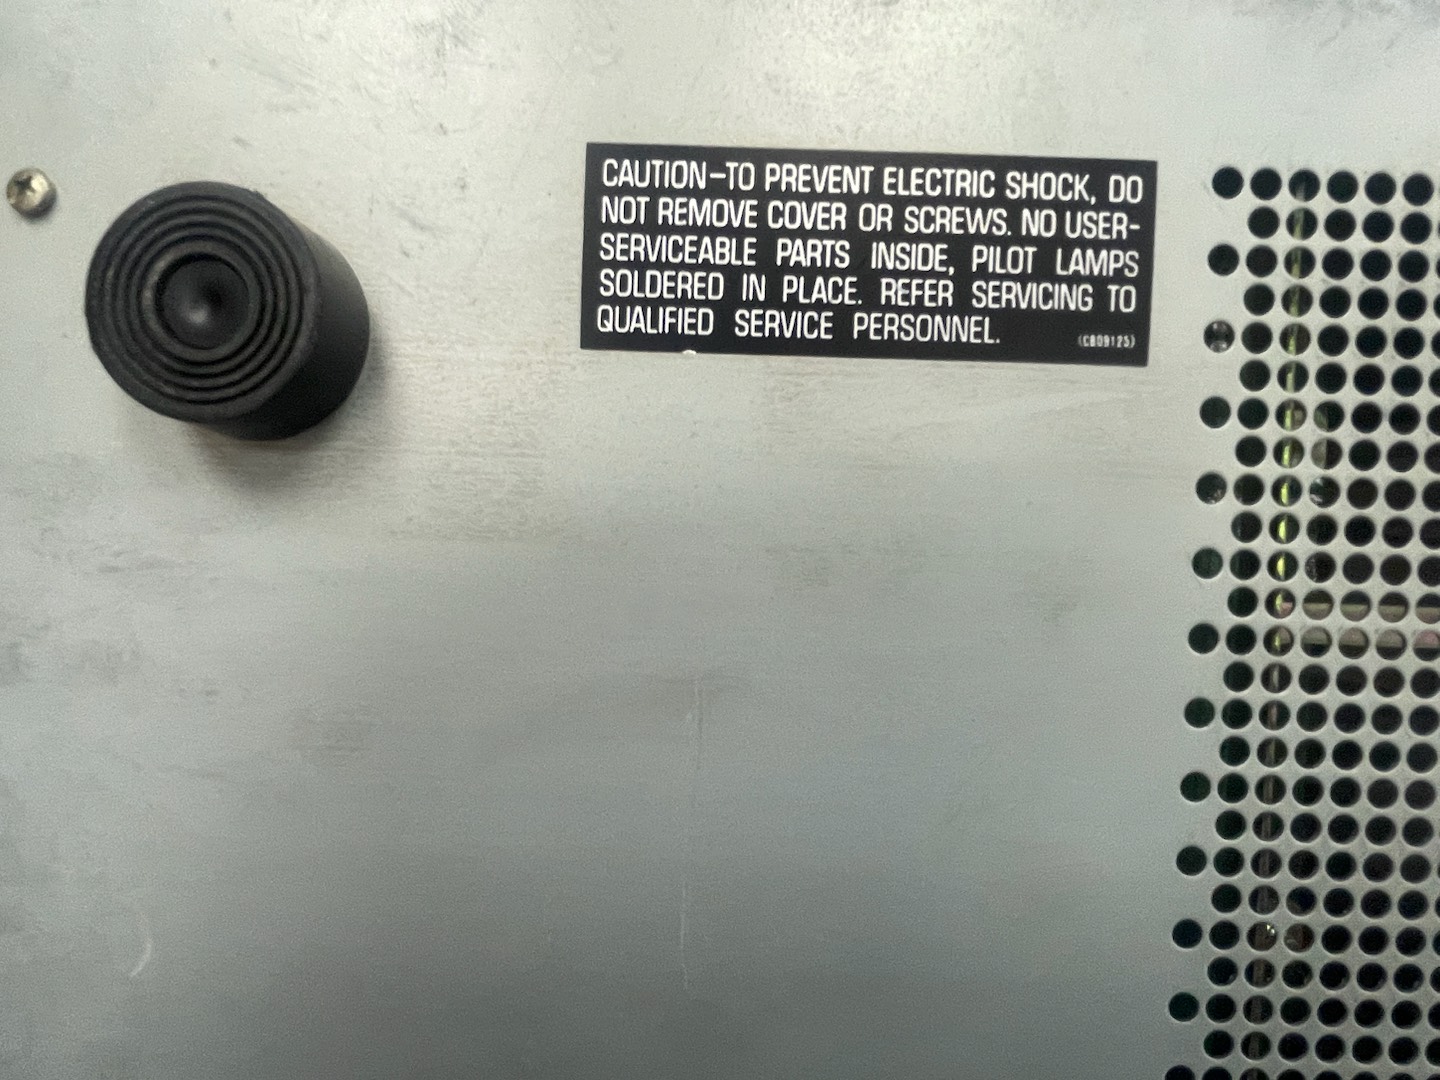 CAUTION–TO PREVENT ELECTRIC SHOCK, DO
NOT REMOVE COVER OR SCREWS. NO USER-
SERVICEABLE PARTS INSIDE, PILOT LAMPS
SOLDERED IN PLACE. REFER SERVICING TO
QUALIFIED SERVICE PERSONNEL. (CB09125)